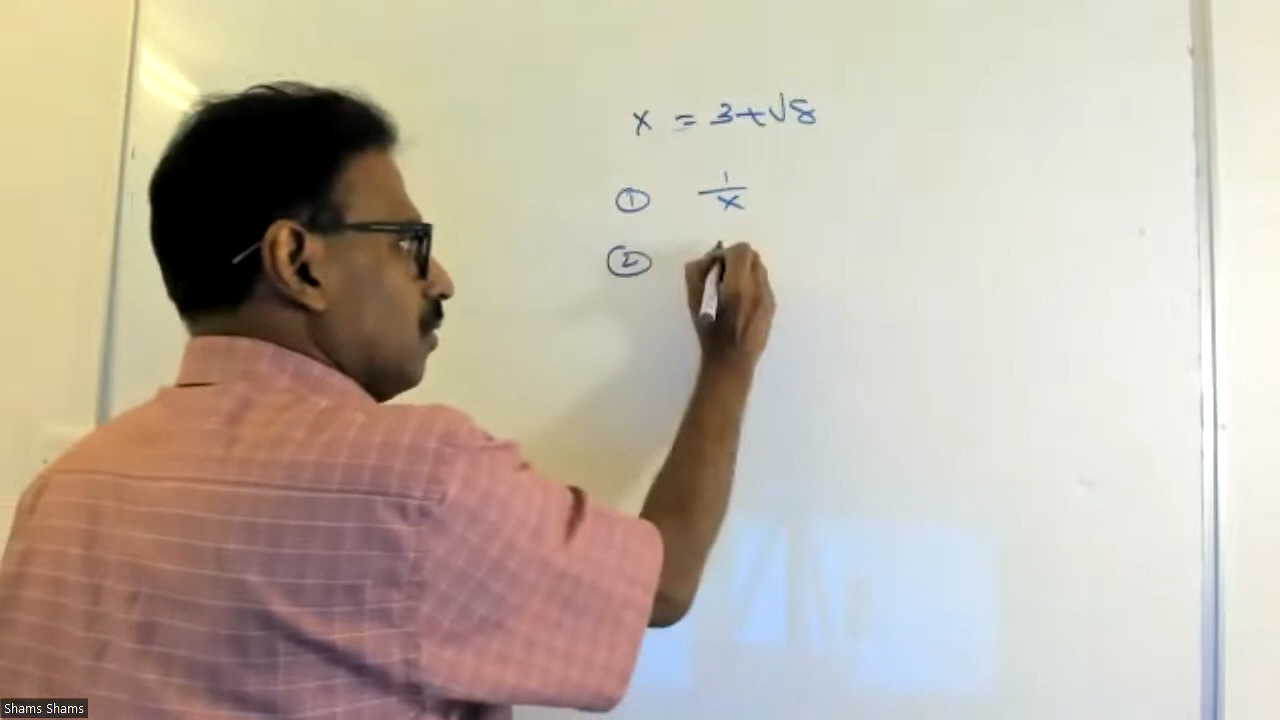 x = 3+√8
① 1/x
②
Shams Shams